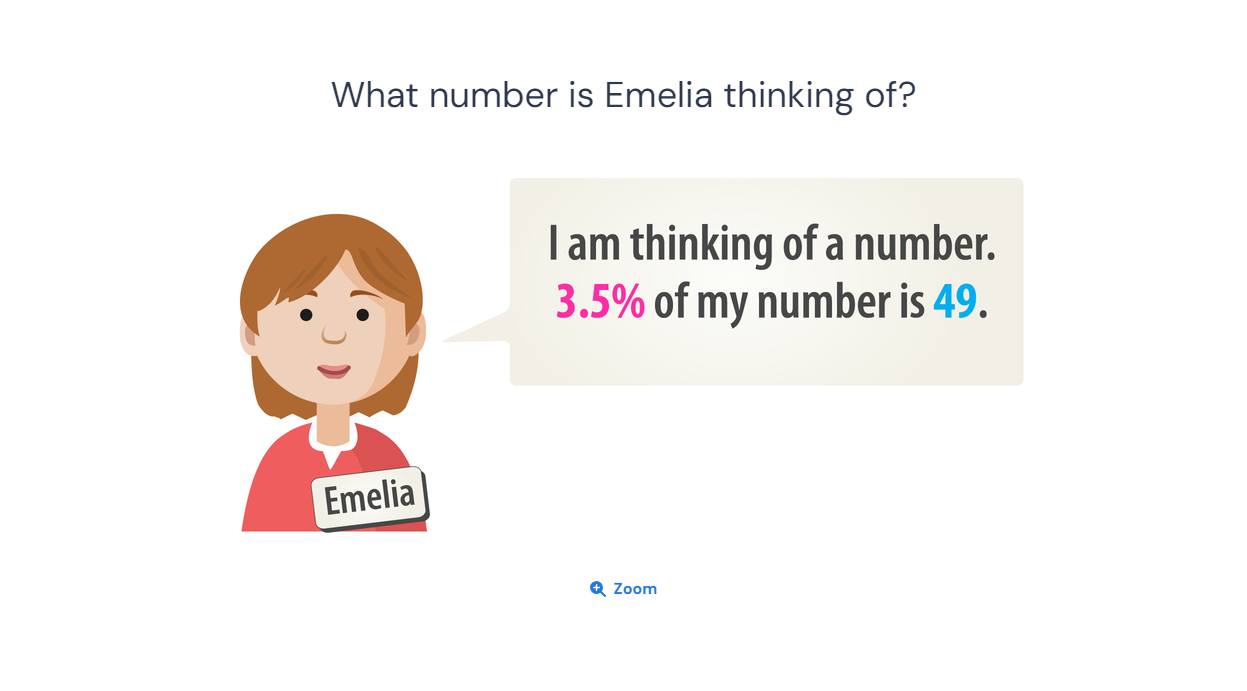 What number is Emelia thinking of?
I am thinking of a number.
3.5% of my number is 49.
Emelia
Zoom